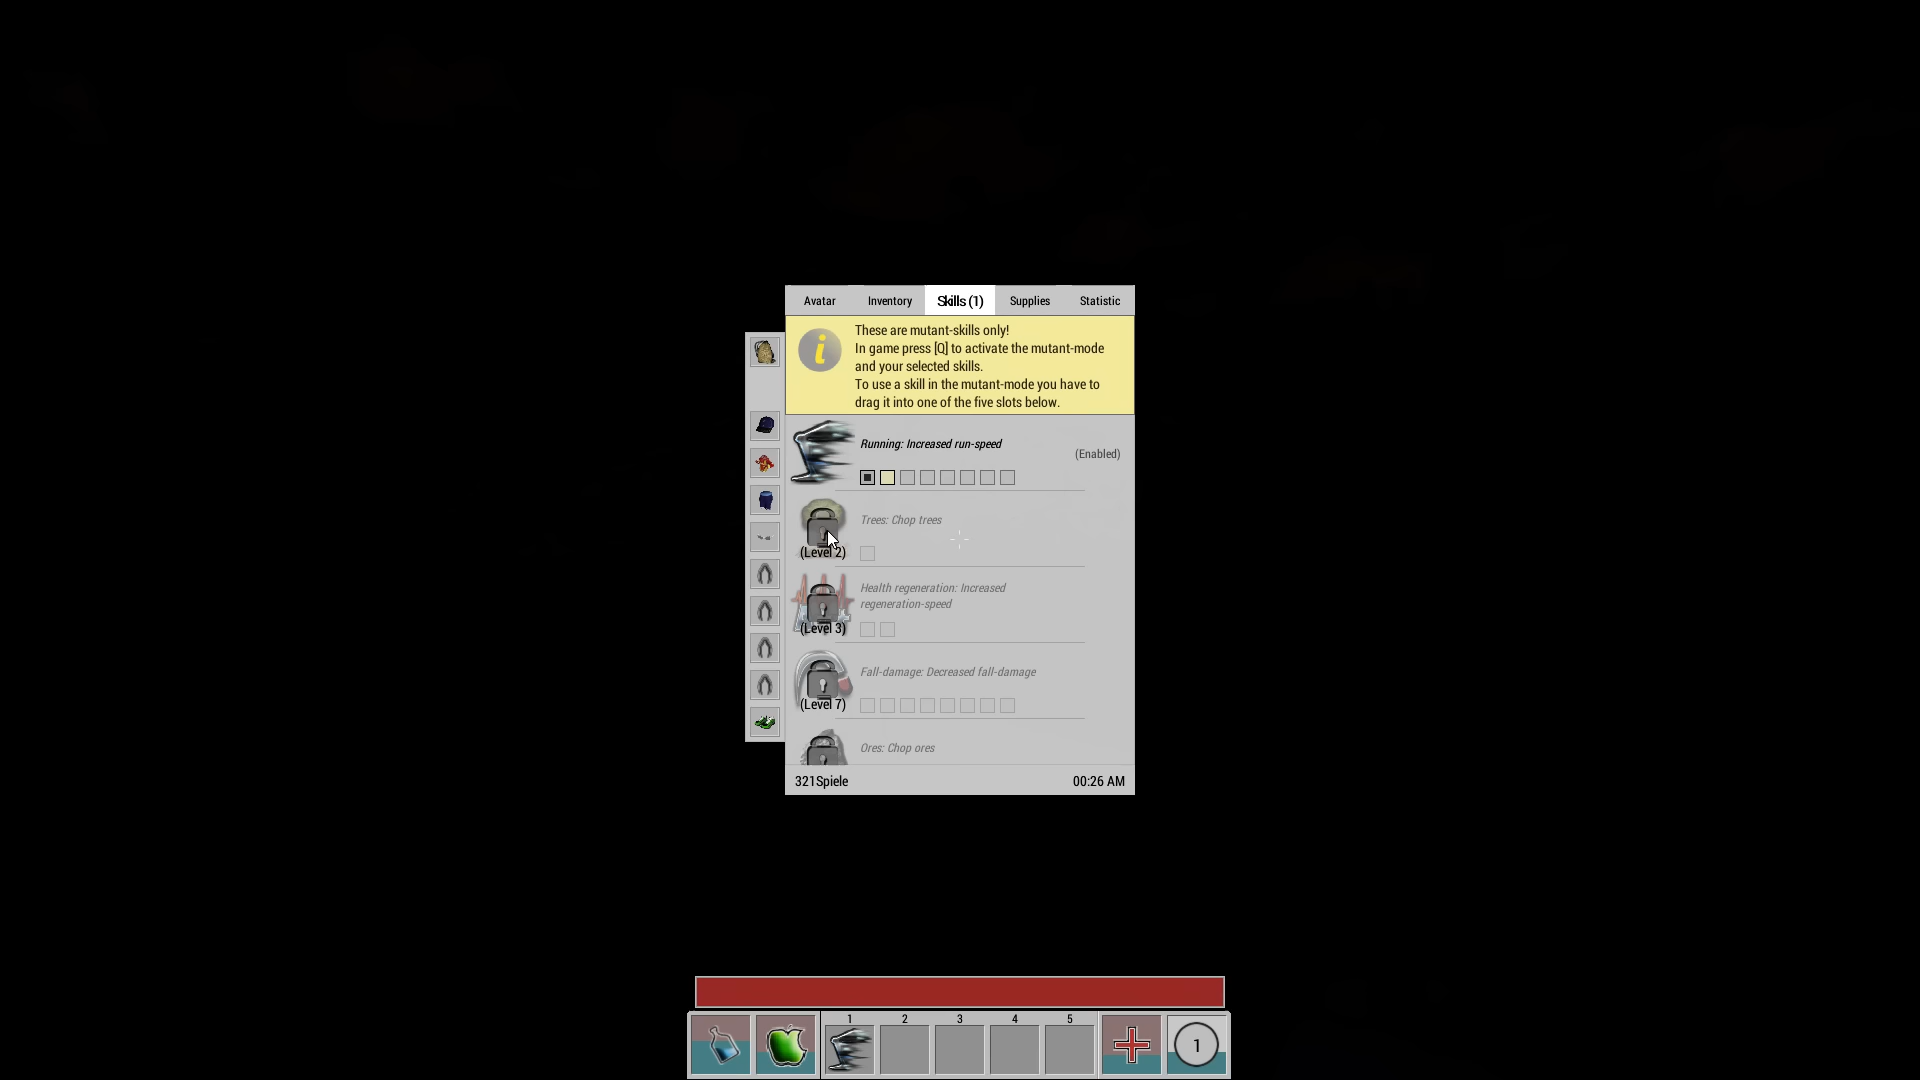 Avatar Inventory Skills (1) Supplies Statistic
These are mutant-skills only!
In game press [Q] to activate the mutant-mode
and your selected skills.
To use a skill in the mutant-mode you have to
drag it into one of the five slots below.
Running: Increased run-speed
(Enabled)
Trees: Chop trees
(Level 2)
Health regeneration: Increased
regeneration-speed
(Level 3)
Fall-damage: Decreased fall-damage
(Level 7)
Ores: Chop ores
321Spiele 00:26 AM
1 2 3 4 5
1